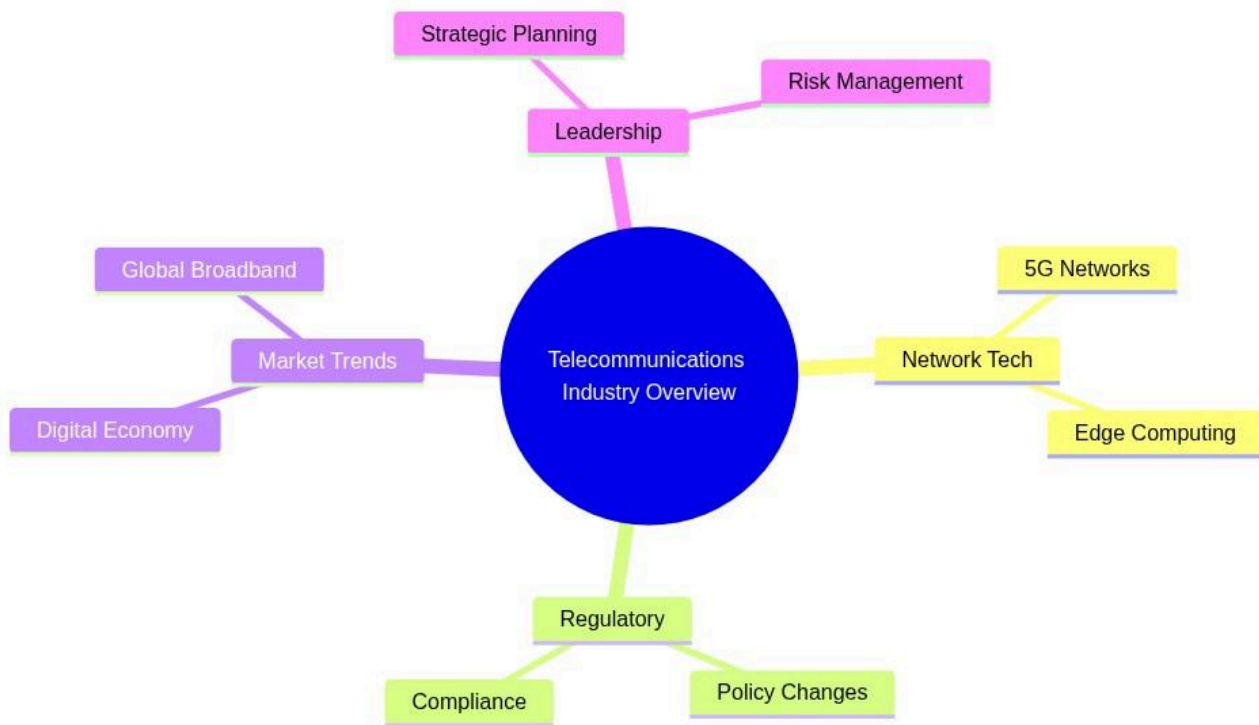 Strategic Planning
Risk Management
Leadership
Global Broadband
5G Networks
Market Trends
Telecommunications
Industry Overview
Network Tech
Digital Economy
Edge Computing
Regulatory
Compliance
Policy Changes